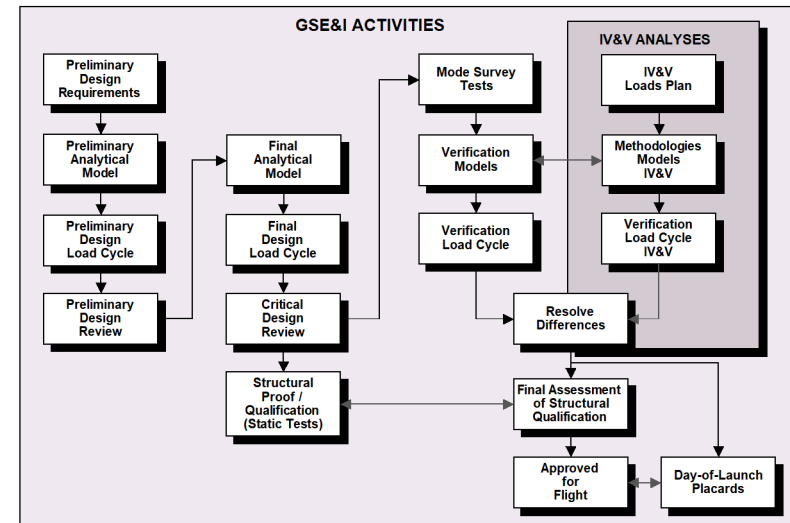 GSE&I ACTIVITIES
IV&V ANALYSES
Preliminary
Design
Requirements
Preliminary
Analytical
Model
Preliminary
Design
Load Cycle
Preliminary
Design
Review
Final
Analytical
Model
Final
Design
Load Cycle
Critical
Design
Review
Structural
Proof /
Qualification
(Static Tests)
Mode Survey
Tests
Verification
Models
Verification
Load Cycle
IV&V
Loads Plan
Methodologies
Models
IV&V
Verification
Load Cycle
IV&V
Resolve
Differences
Final Assessment
of Structural
Qualification
Approved
for
Flight
Day-of-Launch
Placards